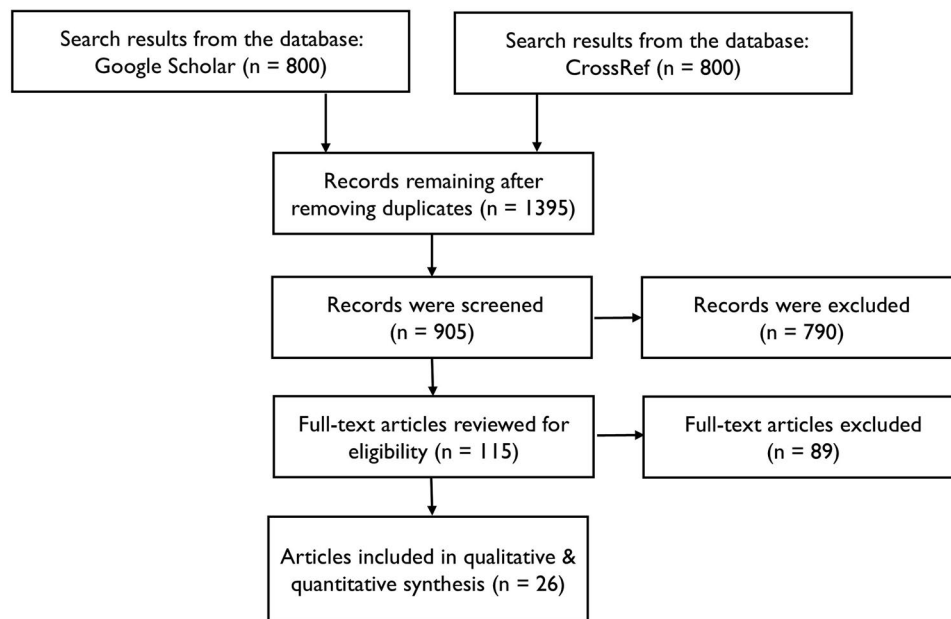 Search results from the database:
Google Scholar (n = 800)
Search results from the database:
CrossRef (n = 800)
Records remaining after
removing duplicates (n = 1395)
Records were screened
(n = 905)
Records were excluded
(n = 790)
Full-text articles reviewed for
eligibility (n = 115)
Full-text articles excluded
(n = 89)
Articles included in qualitative &
quantitative synthesis (n = 26)